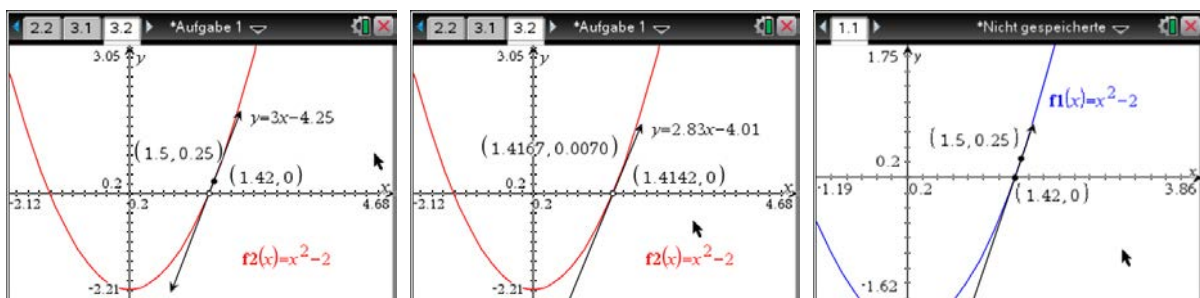 2.2 3.1 3.2 *Aufgabe 1
3.05 y
y=3x-4.25
(1.5,0.25)
(1.42,0)
0.2
x
-2.12 0.2 4.68
f2(x)=x²-2
-2.21
2.2 3.1 3.2 *Aufgabe 1
3.05 y
y=2.83x-4.01
(1.4167,0.0070)
(1.4142,0)
0.2
x
-2.12 0.2 4.68
f2(x)=x²-2
-2.21
1.1 *Nicht gespeicherte
1.75 y
f1(x)=x²-2
(1.5,0.25)
0.2
x
-1.19 0.2 3.86
(1.42,0)
-1.62